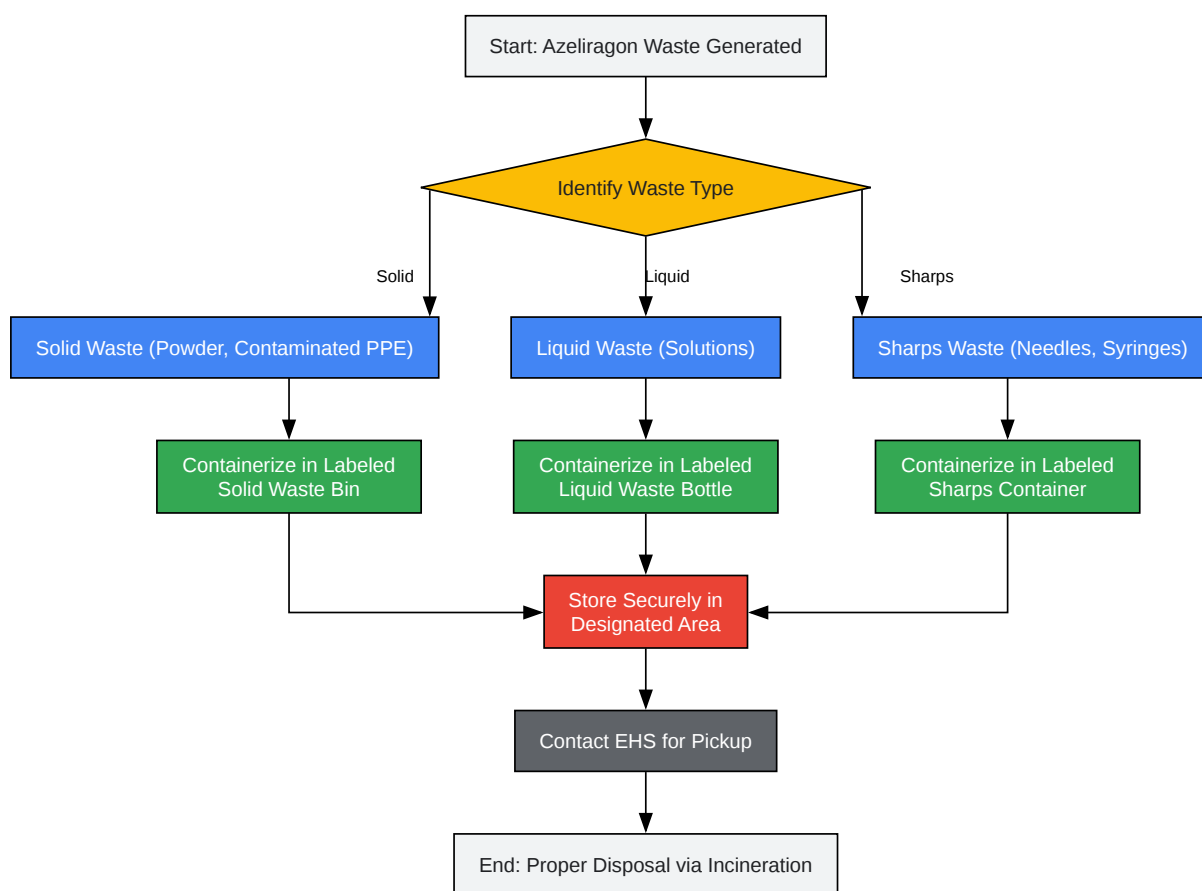 Start: Azeliragon Waste Generated
Identify Waste Type
Solid
Liquid
Sharps
Solid Waste (Powder, Contaminated PPE)
Liquid Waste (Solutions)
Sharps Waste (Needles, Syringes)
Containerize in Labeled
Solid Waste Bin
Containerize in Labeled
Liquid Waste Bottle
Containerize in Labeled
Sharps Container
Store Securely in
Designated Area
Contact EHS for Pickup
End: Proper Disposal via Incineration